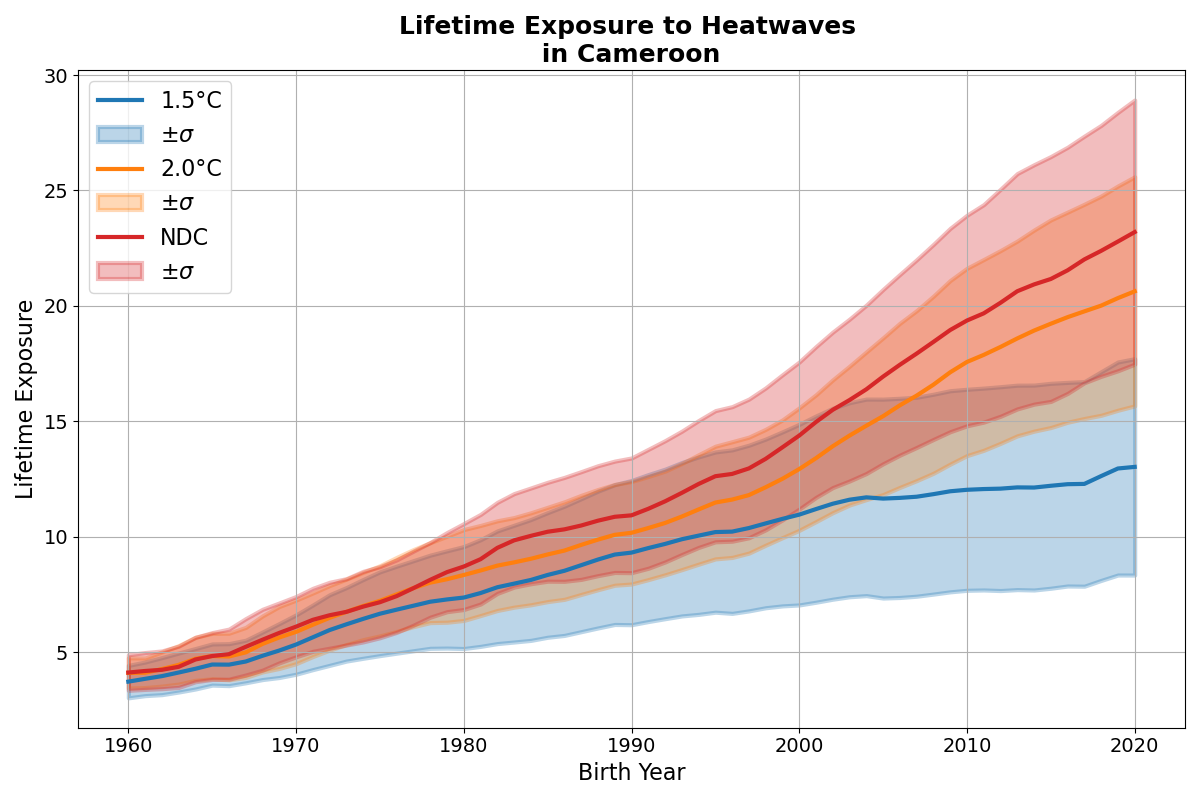 Lifetime Exposure to Heatwaves
in Cameroon
Lifetime Exposure
30
25
20
15
10
5
1.5°C
±σ
2.0°C
±σ
NDC
±σ
1960
1970
1980
1990
2000
2010
2020
Birth Year